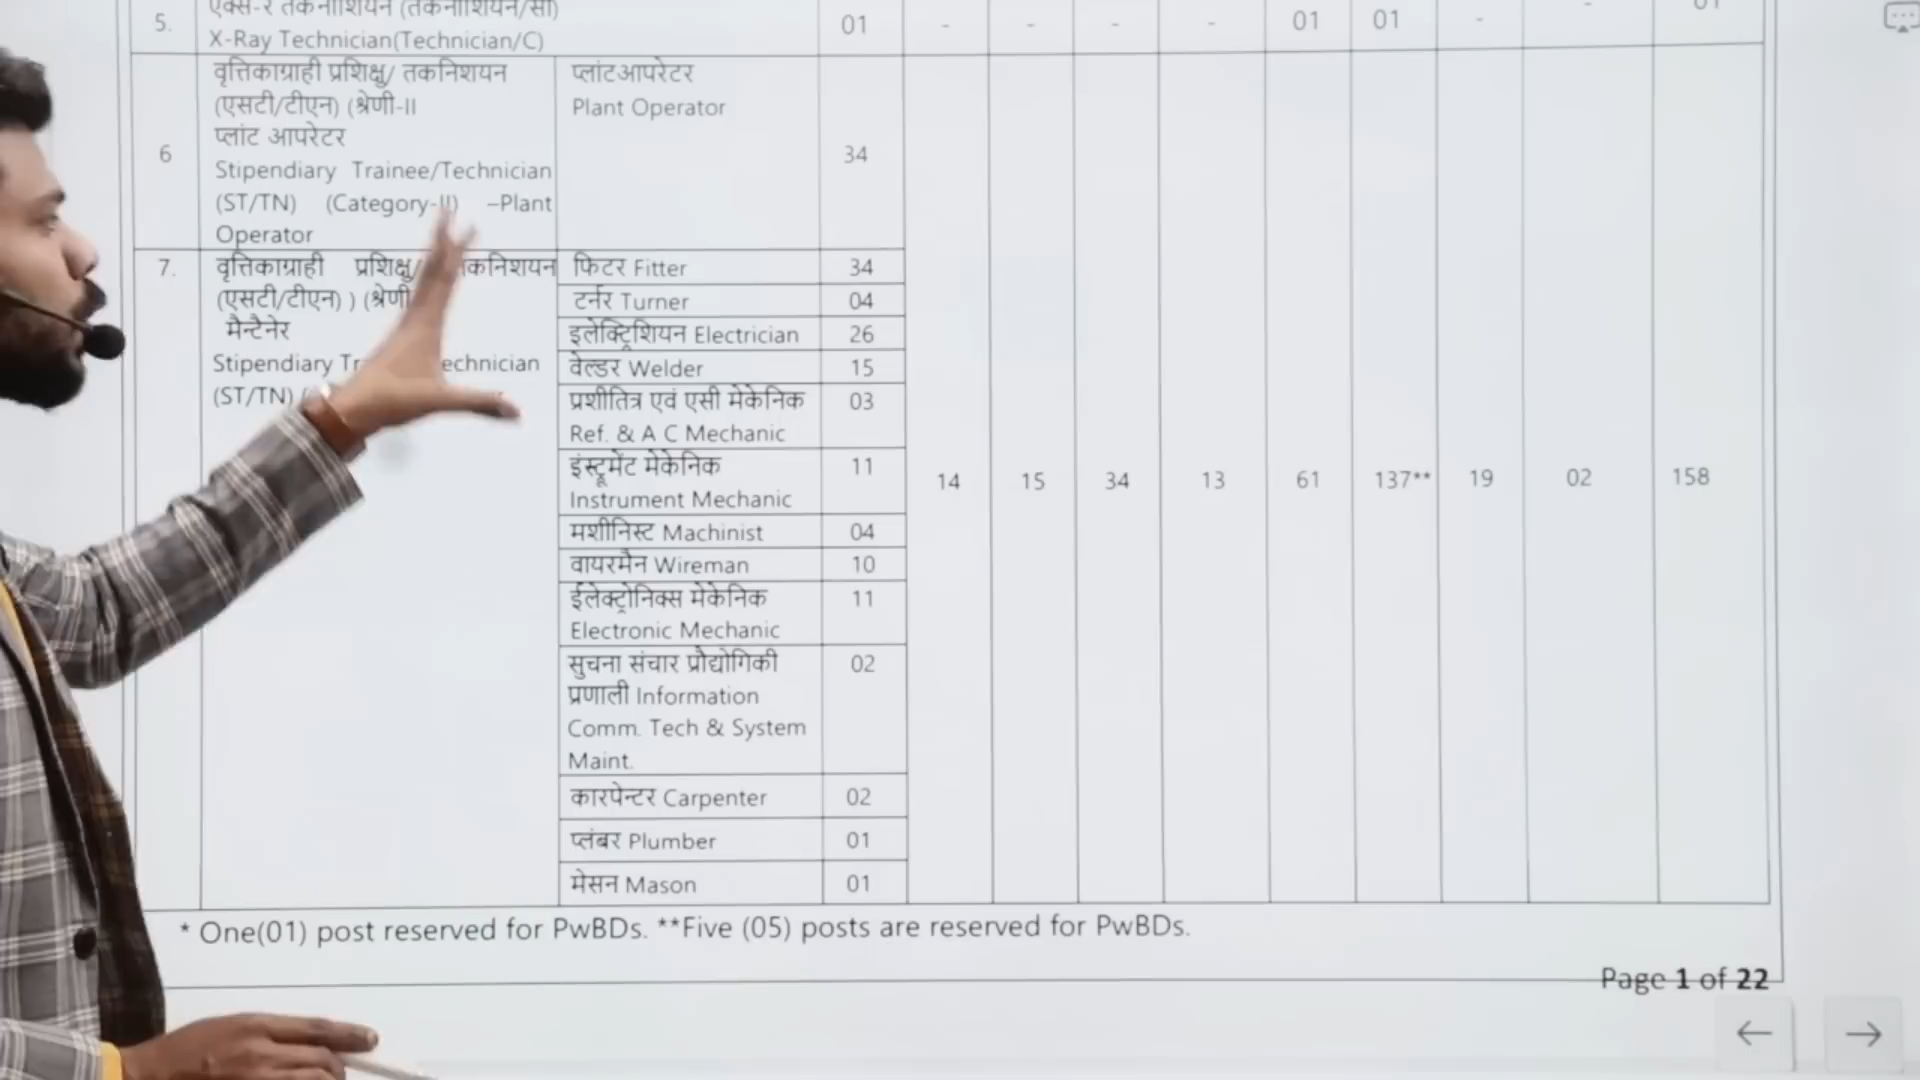 5.
X-Ray Technician(Technician/C)
01 - - - - 01 01 - -
6
वृत्तिकाग्राही प्रशिक्षु/ तकनिशयन
(एसटी/टीएन) (श्रेणी-II
प्लांट आपरेटर
Stipendiary Trainee/Technician
(ST/TN) (Category-II) –Plant
Operator
प्लांटआपरेटर
Plant Operator
34
7.
वृत्तिकाग्राही प्रशिक्षु/
(एसटी/टीएन) ) (श्रेणी
मैन्टैनेर
Stipendiary
(ST/TN)
फिटर Fitter 34
टर्नर Turner 04
इलेक्ट्रिशियन Electrician 26
वेल्डर Welder 15
प्रशीतित्र एवं एसी मेकेनिक 03
Ref. & A C Mechanic
इंस्ट्रूमेंट मेकेनिक 11
Instrument Mechanic
मशीनिस्ट Machinist 04
वायरमैन Wireman 10
ईलेक्ट्रोनिक्स मेकेनिक 11
Electronic Mechanic
सुचना संचार प्रौद्योगिकी 02
प्रणाली Information
Comm. Tech & System
Maint.
कारपेन्टर Carpenter 02
प्लंबर Plumber 01
मेसन Mason 01
14 15 34 13 61 137** 19 02 158
* One(01) post reserved for PwBDs. **Five (05) posts are reserved for PwBDs.
Page 1 of 22